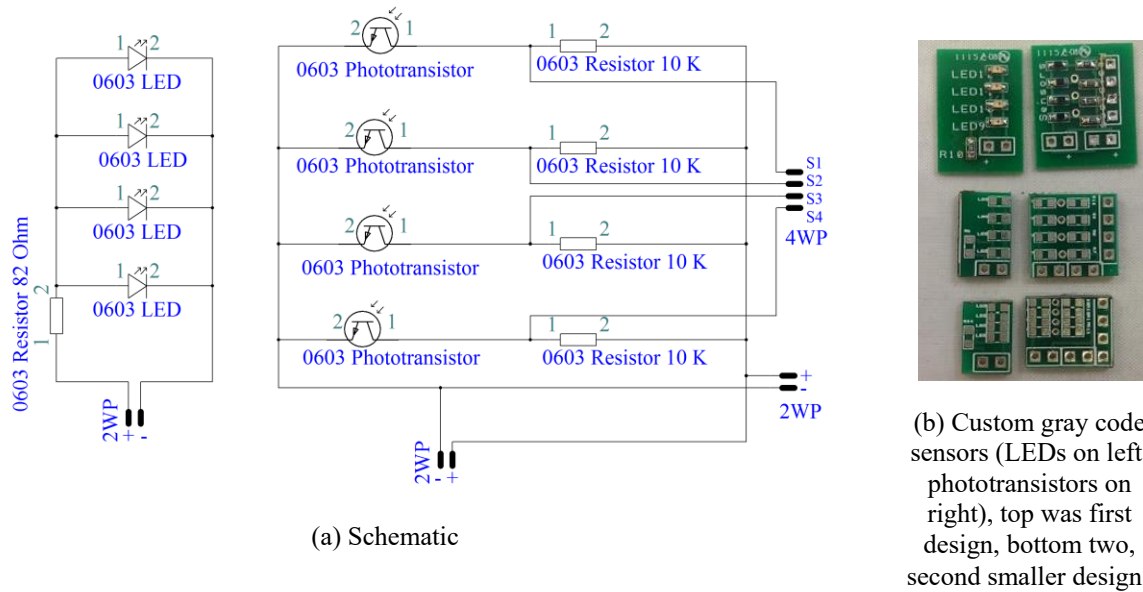 1 2
0603 LED
1 2
0603 LED
1 2
0603 LED
1 2
0603 LED
0603 Resistor 82 Ohm
2
1
2WP
+ -
2 1
0603 Phototransistor
1 2
0603 Resistor 10 K
2 1
0603 Phototransistor
1 2
0603 Resistor 10 K
2 1
0603 Phototransistor
1 2
0603 Resistor 10 K
2 1
0603 Phototransistor
1 2
0603 Resistor 10 K
S1
S2
S3
S4
4WP
+
-
2WP
2WP
- +
(a) Schematic
LED1
LED1
LED1
LED9
R10
+
+ +
(b) Custom gray code
sensors (LEDs on left
phototransistors on
right), top was first
design, bottom two,
second smaller design